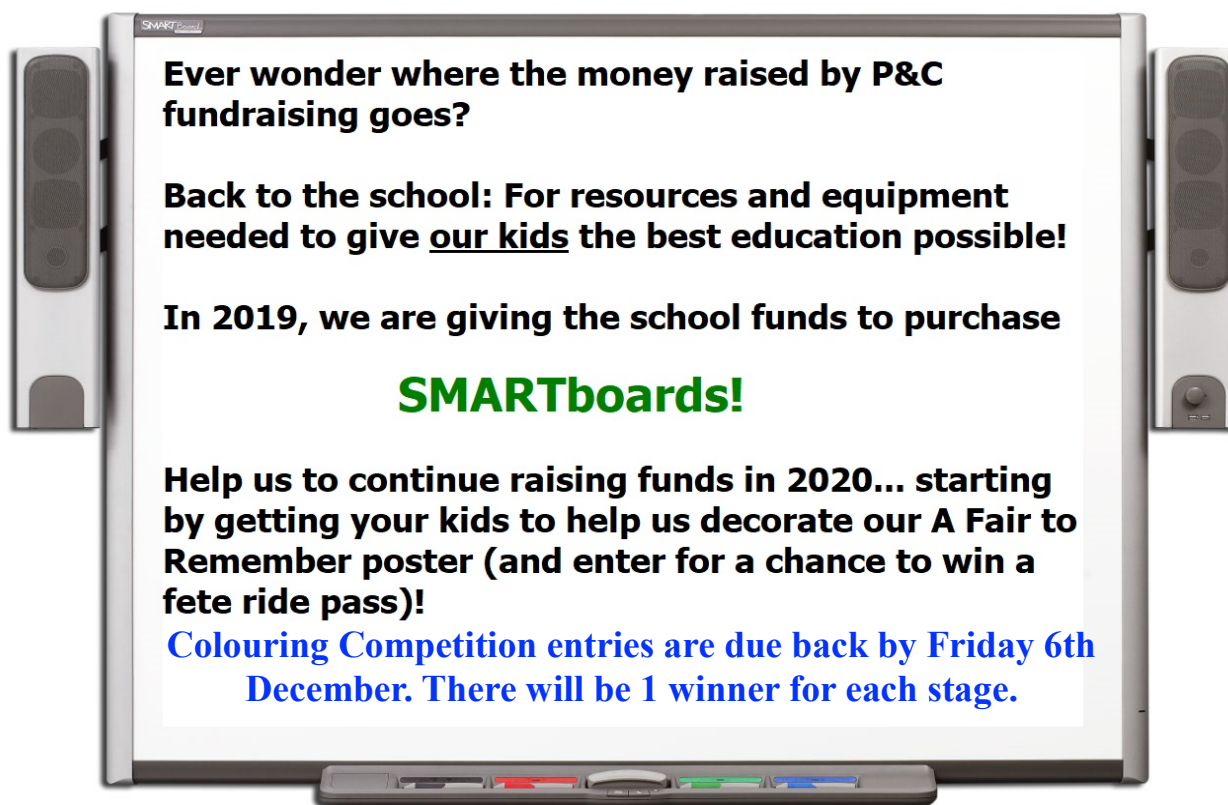 SMART Board
Ever wonder where the money raised by P&C
fundraising goes?
Back to the school: For resources and equipment
needed to give our kids the best education possible!
In 2019, we are giving the school funds to purchase
SMARTboards!
Help us to continue raising funds in 2020... starting
by getting your kids to help us decorate our A Fair to
Remember poster (and enter for a chance to win a
fete ride pass)!
Colouring Competition entries are due back by Friday 6th
December. There will be 1 winner for each stage.